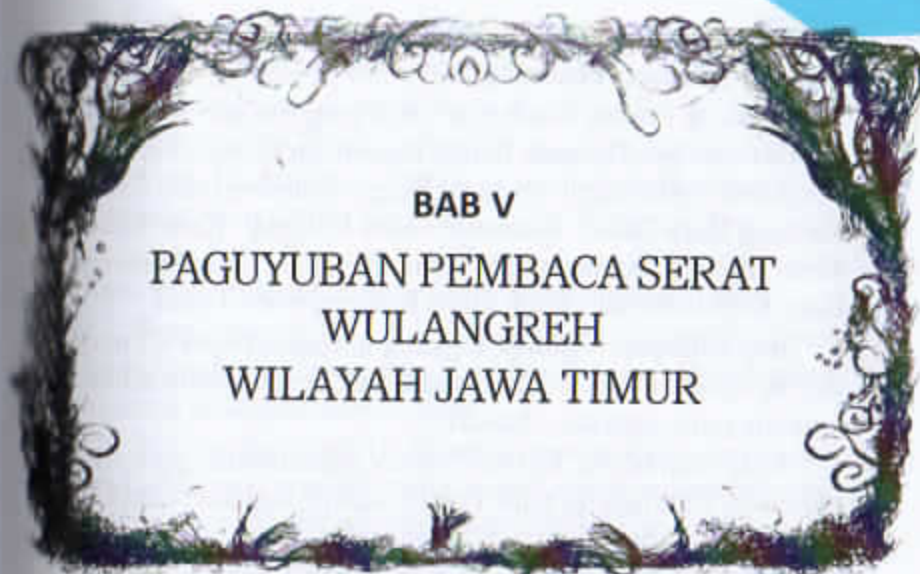 BAB V
PAGUYUBAN PEMBACA SERAT
WULANGREH
WILAYAH JAWA TIMUR